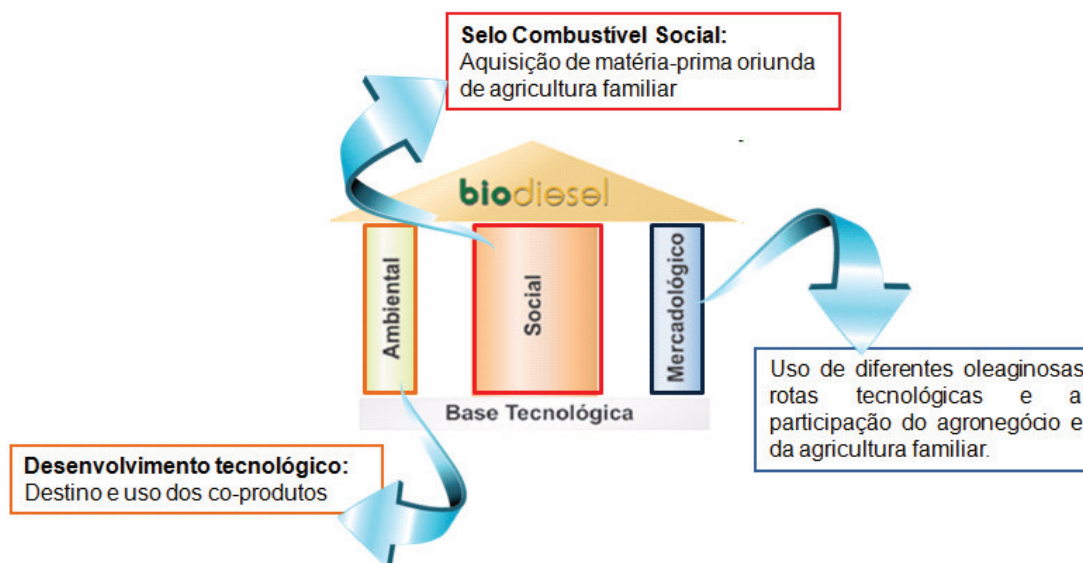 Selo Combustível Social:
Aquisição de matéria-prima oriunda
de agricultura familiar
biodiesel
Ambiental
Social
Mercadológico
Base Tecnológica
Uso de diferentes oleaginosas
rotas tecnológicas e a
participação do agronegócio e
da agricultura familiar.
Desenvolvimento tecnológico:
Destino e uso dos co-produtos